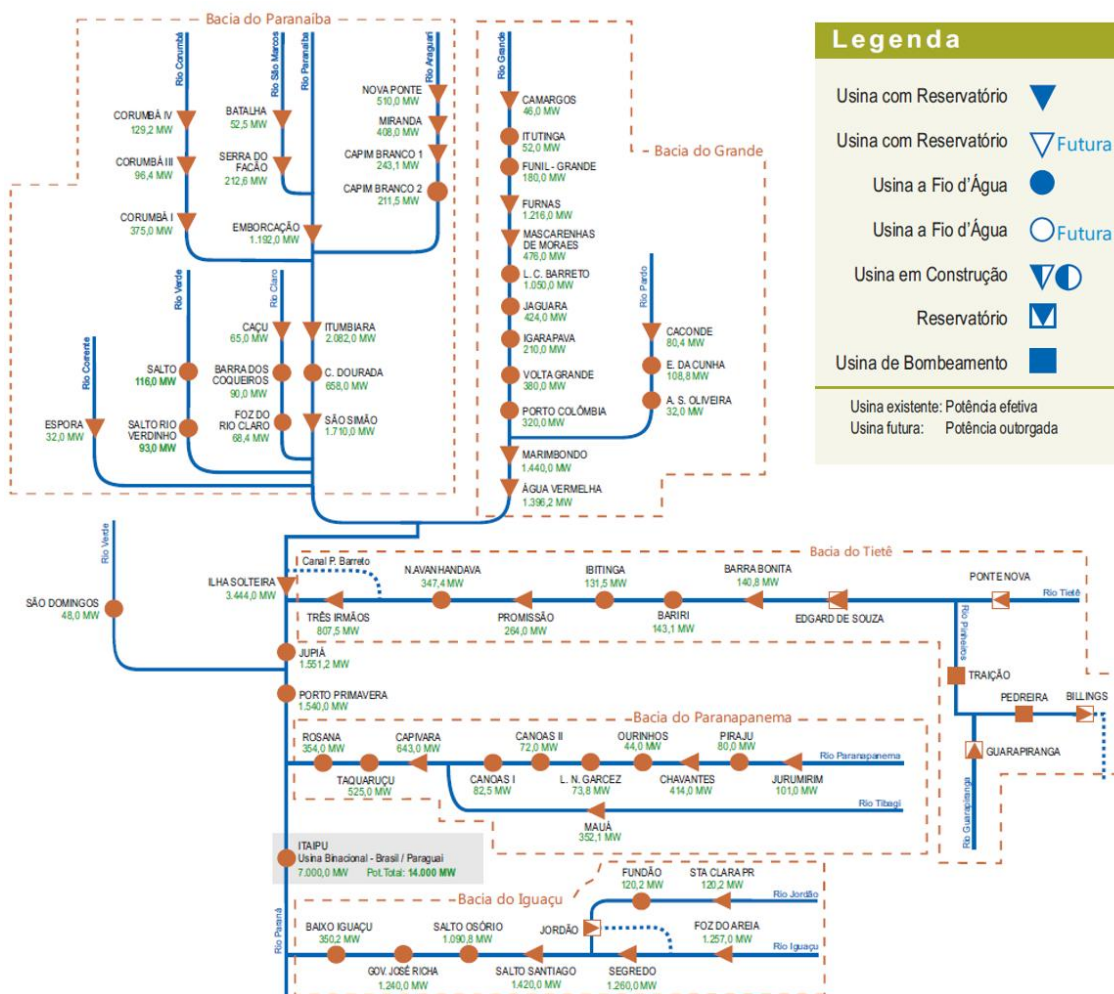 Bacia do Paranaiba
Rio Corumbá
Rio São Marcos
Rio Paranaíba
Rio Araguari
CORUMBÁ IV
129,2 MW
CORUMBÁ III
96,4 MW
CORUMBÁ I
375,0 MW
BATALHA
52,5 MW
SERRA DO
FACÃO
212,6 MW
EMBORCAÇÃO
1.192,0 MW
NOVA PONTE
510,0 MW
MIRANDA
408,0 MW
CAPIM BRANCO 1
243,1 MW
CAPIM BRANCO 2
211,5 MW
Rio Corrente
Rio Verde
Rio Claro
ESPORA
32,0 MW
SALTO
116,0 MW
SALTO RIO
VERDINHO
93,0 MW
CAÇU
65,0 MW
BARRA DOS
COQUEIROS
90,0 MW
FOZ DO
RIO CLARO
68,4 MW
ITUMBIARA
2.082,0 MW
C. DOURADA
658,0 MW
SÃO SIMÃO
1.710,0 MW
Bacia do Grande
Rio Grande
CAMARGOS
46,0 MW
ITUTINGA
52,0 MW
FUNIL - GRANDE
180,0 MW
FURNAS
1.216,0 MW
MASCARENHAS
DE MORAES
476,0 MW
L. C. BARRETO
1.050,0 MW
JAGUARA
424,0 MW
IGARAPAVA
210,0 MW
VOLTA GRANDE
380,0 MW
PORTO COLÔMBIA
320,0 MW
MARIMBONDO
1.440,0 MW
ÁGUA VERMELHA
1.396,2 MW
Rio Pardo
CACONDE
80,4 MW
E. DA CUNHA
108,8 MW
A. S. OLIVEIRA
32,0 MW
Legenda
Usina com Reservatório
Usina com Reservatório Futura
Usina a Fio d’Água
Usina a Fio d’Água Futura
Usina em Construção
Reservatório
Usina de Bombeamento
Usina existente: Potência efetiva
Usina futura: Potência outorgada
Rio Verde
SÃO DOMINGOS
48,0 MW
ILHA SOLTEIRA
3.444,0 MW
Canal P. Barreto
Bacia do Tietê
TRÊS IRMÃOS
807,5 MW
N.AVANHANDAVA
347,4 MW
PROMISSÃO
264,0 MW
IBITINGA
131,5 MW
BARIRI
143,1 MW
BARRA BONITA
140,8 MW
EDGARD DE SOUZA
PONTE NOVA
Rio Tietê
Rio Pinheiros
TRAIÇÃO
PEDREIRA
BILLINGS
GUARAPIRANGA
Rio Guarapiranga
JUPIÁ
1.551,2 MW
PORTO PRIMAVERA
1.540,0 MW
Bacia do Paranapanema
ROSANA
354,0 MW
TAQUARUÇU
525,0 MW
CAPIVARA
643,0 MW
CANOAS I
82,5 MW
CANOAS II
72,0 MW
L. N. GARCEZ
73,8 MW
OURINHOS
44,0 MW
CHAVANTES
414,0 MW
PIRAJU
80,0 MW
JURUMIRIM
101,0 MW
Rio Paranapanema
Rio Tibagi
MAUÁ
352,1 MW
ITAIPU
Usina Binacional - Brasil / Paraguai
7.000,0 MW Pot.Total: 14.000 MW
Rio Paraná
Bacia do Iguaçu
FUNDÃO
120,2 MW
STA CLARA PR
120,2 MW
Rio Jordão
JORDÃO
BAIXO IGUAÇU
350,2 MW
GOV. JOSÉ RICHA
1.240,0 MW
SALTO OSÓRIO
1.090,8 MW
SALTO SANTIAGO
1.420,0 MW
SEGREDO
1.260,0 MW
FOZ DO AREIA
1.257,0 MW
Rio Iguaçu